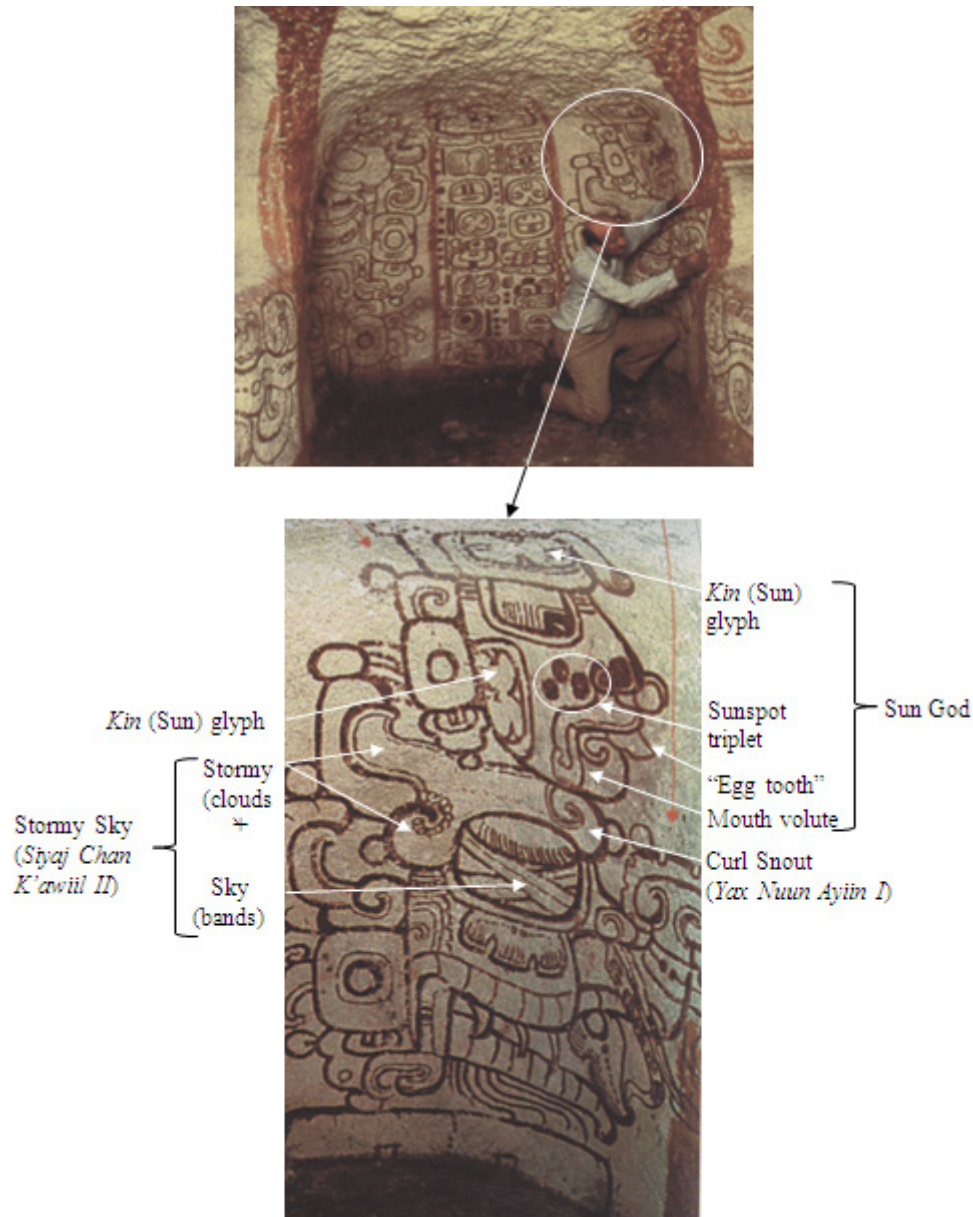 Kin (Sun)
glyph
Sunspot
triplet
“Egg tooth”
Mouth volute
Sun God
Curl Snout
(Yax Nuun Ayiin I)
Kin (Sun) glyph
Stormy
(clouds
+
Sky
(bands)
Stormy Sky
(Siyaj Chan
K’awiil II)